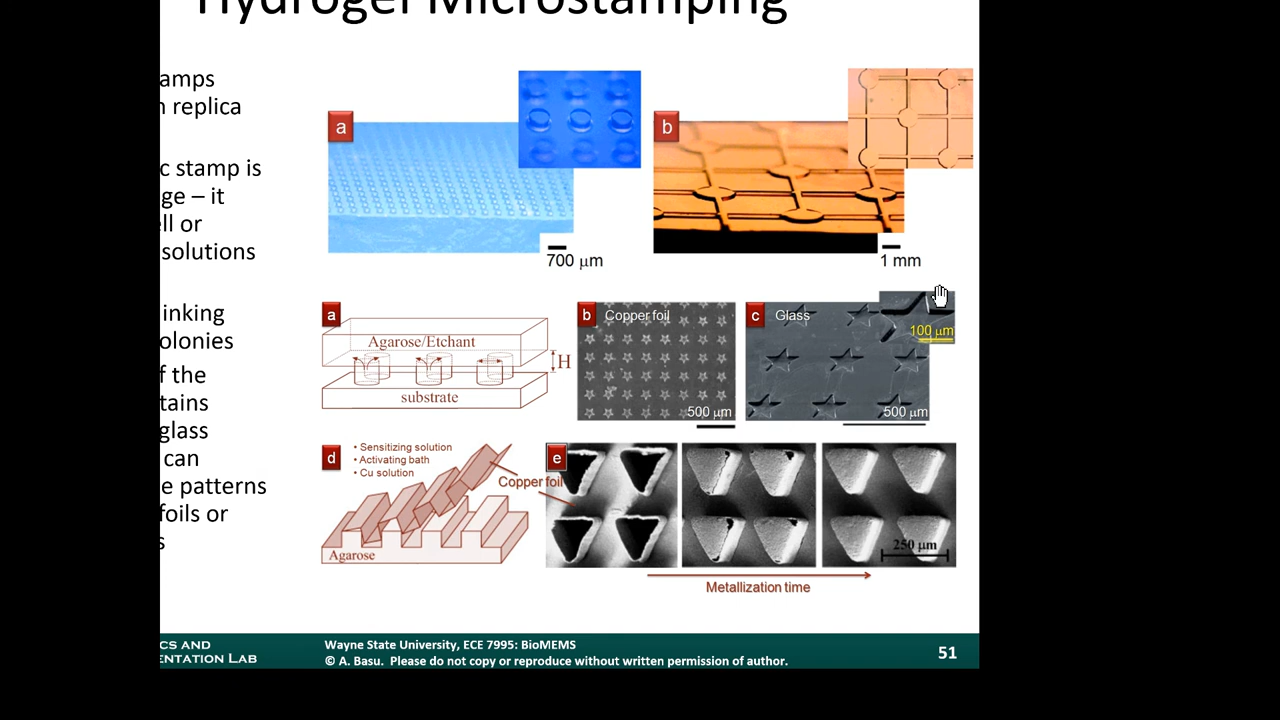 Hydrogel Microstamping
amps
n replica
c stamp is
ge – it
ell or
solutions
inking
olonies
f the
tains
glass
can
e patterns
foils or
s
a
b
700 µm
1 mm
a
Agarose/Etchant
H
substrate
b Copper foil
500 µm
c Glass
100 µm
500 µm
d
• Sensitizing solution
• Activating bath
• Cu solution
Copper foil
Agarose
e
250 µm
Metallization time
CS AND
ENTATION LAB
Wayne State University, ECE 7995: BioMEMS
© A. Basu. Please do not copy or reproduce without written permission of author.
51